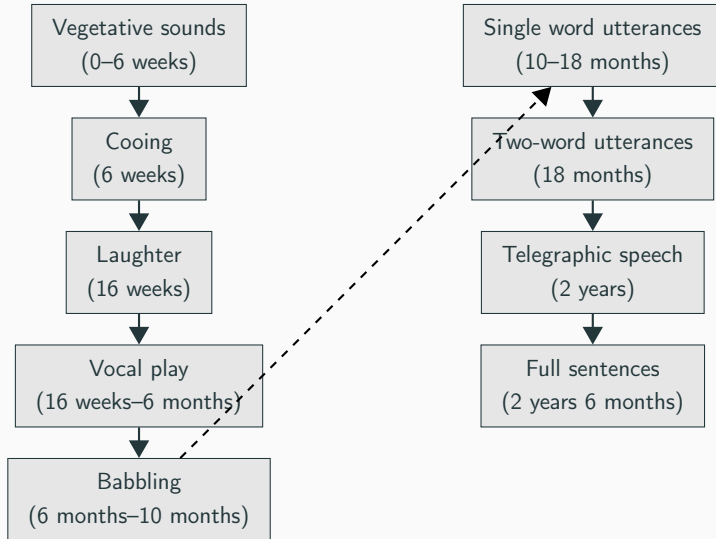 Vegetative sounds
(0–6 weeks)
Cooing
(6 weeks)
Laughter
(16 weeks)
Vocal play
(16 weeks–6 months)
Babbling
(6 months–10 months)
Single word utterances
(10–18 months)
Two-word utterances
(18 months)
Telegraphic speech
(2 years)
Full sentences
(2 years 6 months)